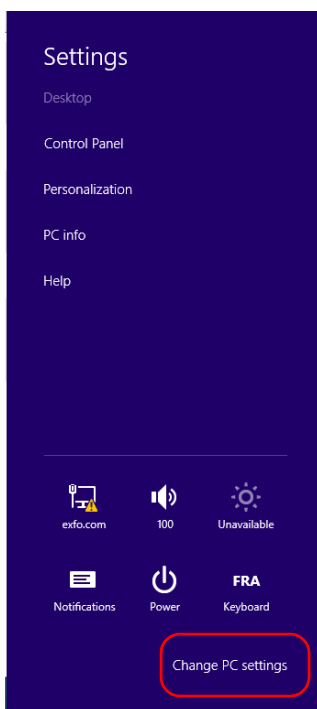 Settings
Desktop
Control Panel
Personalization
PC info
Help
exfo.com
100
Unavailable
FRA
Notifications
Power
Keyboard
Change PC settings